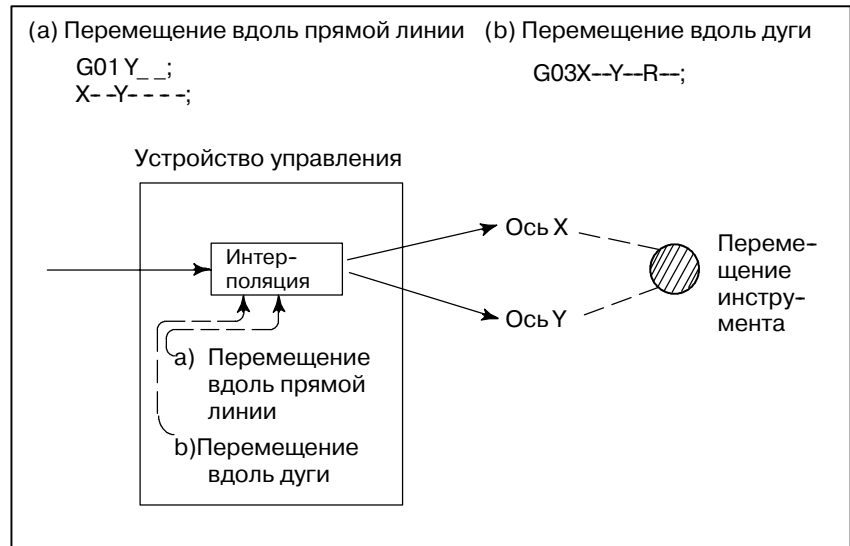 (a) Перемещение вдоль прямой линии (b) Перемещение вдоль дуги
G01 Y_ _;
X--Y----;
G03X--Y--R--;
Устройство управления
Интер-
поляция
Ось X
Ось Y
Переме-
щение
инстру-
мента
a) Перемещение
вдоль прямой
линии
b)Перемещение
вдоль дуги